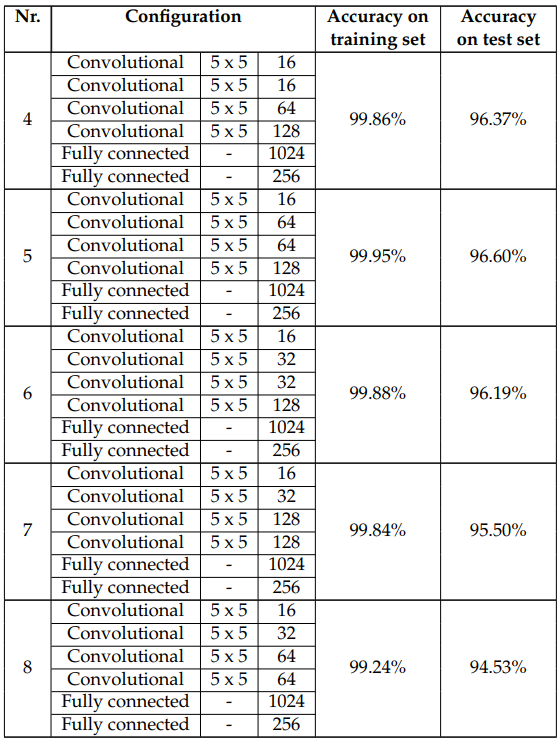 Nr. Configuration Accuracy on training set Accuracy on test set
Convolutional 5 x 5 16
Convolutional 5 x 5 16
Convolutional 5 x 5 64
4 99.86% 96.37%
Convolutional 5 x 5 128
Fully connected - 1024
Fully connected - 256
Convolutional 5 x 5 16
Convolutional 5 x 5 64
Convolutional 5 x 5 64
5 99.95% 96.60%
Convolutional 5 x 5 128
Fully connected - 1024
Fully connected - 256
Convolutional 5 x 5 16
Convolutional 5 x 5 32
Convolutional 5 x 5 32
6 99.88% 96.19%
Convolutional 5 x 5 128
Fully connected - 1024
Fully connected - 256
Convolutional 5 x 5 16
Convolutional 5 x 5 32
Convolutional 5 x 5 128
7 99.84% 95.50%
Convolutional 5 x 5 128
Fully connected - 1024
Fully connected - 256
Convolutional 5 x 5 16
Convolutional 5 x 5 32
Convolutional 5 x 5 64
8 99.24% 94.53%
Convolutional 5 x 5 64
Fully connected - 1024
Fully connected - 256